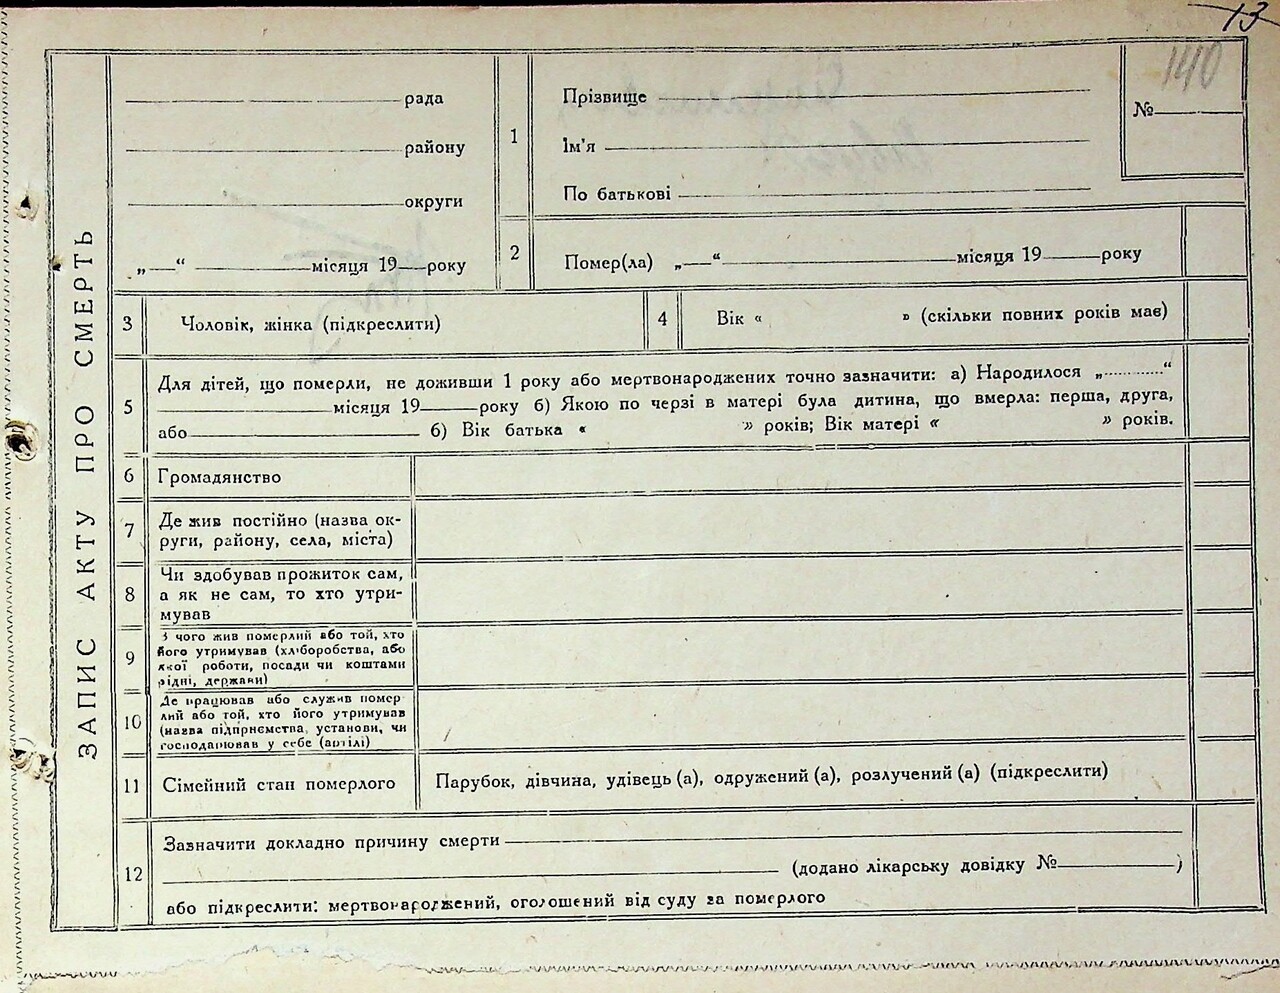 13
140
№
ЗАПИС АКТУ ПРО СМЕРТЬ
рада
району
округи
„ “ місяця 19 року
1
Прізвище
Ім'я
По батькові
2
Помер(ла) „ “ місяця 19 року
3
Чоловік, жінка (підкреслити)
4
Вік « » (скільки повних років має)
5
Для дітей, що померли, не доживши 1 року або мертвонароджених точно зазначити: а) Народилося „ “
місяця 19 року б) Якою по черзі в матері була дитина, що вмерла: перша, друга,
або б) Вік батька « » років; Вік матері « » років.
6
Громадянство
7
Де жив постійно (назва ок-
руги, району, села, міста)
8
Чи здобував прожиток сам,
а як не сам, то хто утри-
мував
9
З чого жив померлий або той, хто
його утримував (хліборобства, або
якої роботи, посади чи коштами
рідні, держави)
10
Де працював або служив помер-
лий або той, хто його утримував
(назва підприємства, установи, чи
господарював у себе (артілі)
11
Сімейний стан померлого
Парубок, дівчина, удівець (а), одружений (а), розлучений (а) (підкреслити)
12
Зазначити докладно причину смерти
(додано лікарську довідку № )
або підкреслити: мертвонароджений, оголошений від суду за померлого